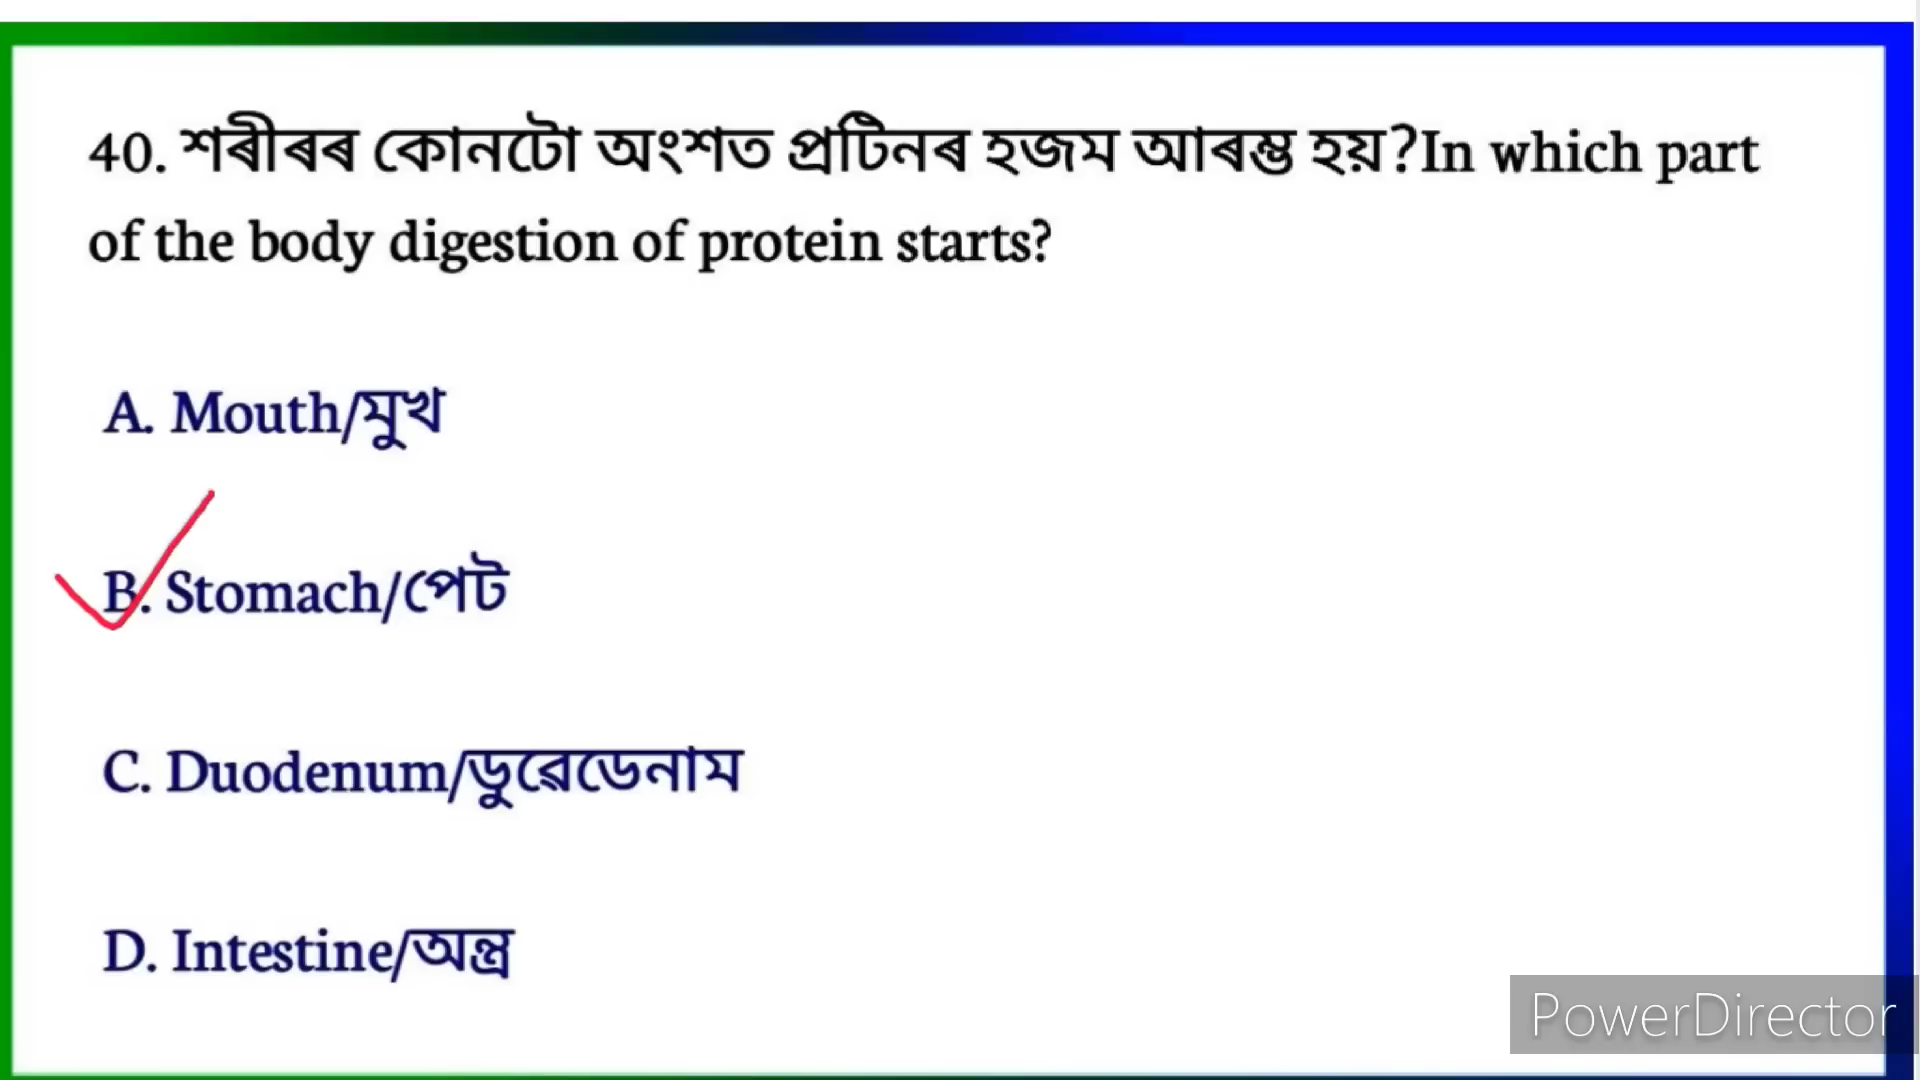 40. শৰীৰৰ কোনটো অংশত প্ৰটিনৰ হজম আৰম্ভ হয়?In which part
of the body digestion of protein starts?
A. Mouth/মুখ
B. Stomach/পেট
C. Duodenum/ডুৱেডেনাম
D. Intestine/অন্ত্ৰ
PowerDirector